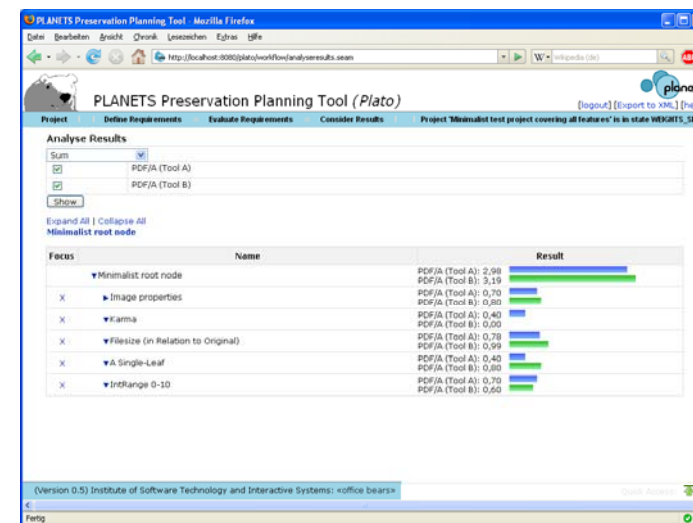 PLANETS Preservation Planning Tool - Mozilla Firefox
Datei Bearbeiten Ansicht Chronik Lesezeichen Extras Hilfe
http://localhost:8080/plato/workflow/analyseresults.seam W wikipedia (de) ABP
PLANETS Preservation Planning Tool (Plato)
plane
[logout] [Export to XML] [he
Project Define Requirements Evaluate Requirements Consider Results Project 'Minimalist test project covering all features' is in state WEIGHTS_SE
Analyse Results
Sum
PDF/A (Tool A)
PDF/A (Tool B)
Show
Expand All | Collapse All
Minimalist root node
Focus Name Result
Minimalist root node PDF/A (Tool A): 2,98
PDF/A (Tool B): 3,19
X Image properties PDF/A (Tool A): 0,70
PDF/A (Tool B): 0,80
X Karma PDF/A (Tool A): 0,40
PDF/A (Tool B): 0,00
X Filesize (in Relation to Original) PDF/A (Tool A): 0,78
PDF/A (Tool B): 0,99
X A Single-Leaf PDF/A (Tool A): 0,40
PDF/A (Tool B): 0,80
X IntRange 0-10 PDF/A (Tool A): 0,70
PDF/A (Tool B): 0,60
(Version 0.5) Institute of Software Technology and Interactive Systems: «office bears» Quick Access:
Fertig